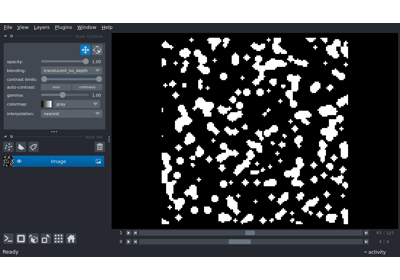 File View Layers Plugins Window Help
opacity: 1.00
blending: translucent_no_depth
contrast limits:
auto-contrast: once continuous
gamma: 1.00
colormap: gray
interpolation: nearest
Image
1
0
Ready
activity